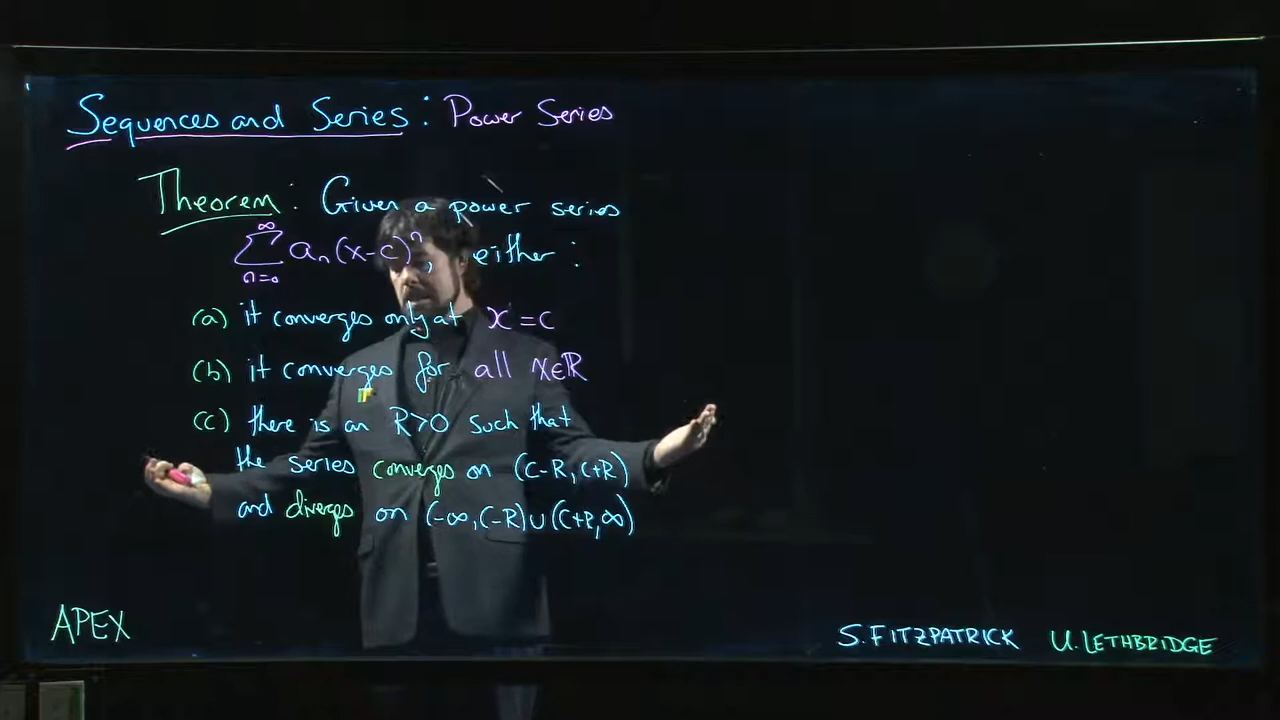 Sequences and Series: Power Series
Theorem: Given a power series
∞
∑ aₙ(x-c)ⁿ, either:
n=0
(a) it converges only at x=c
(b) it converges for all x∈ℝ
(c) there is an R>0 such that
the series converges on (c-R, c+R)
and diverges on (-∞, c-R)∪(c+R, ∞)
APEX
S. FITZPATRICK U. LETHBRIDGE